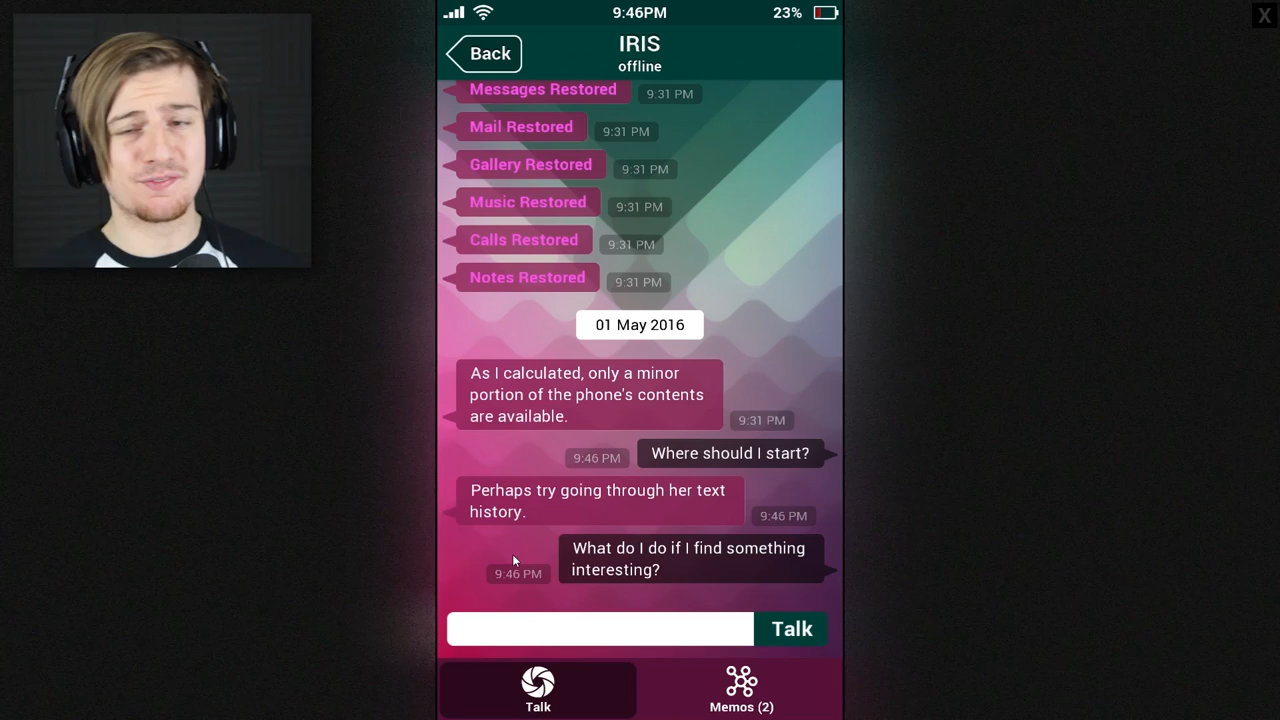 9:46PM
23%
X
Back
IRIS
offline
Messages Restored
9:31 PM
Mail Restored
9:31 PM
Gallery Restored
9:31 PM
Music Restored
9:31 PM
Calls Restored
9:31 PM
Notes Restored
9:31 PM
01 May 2016
As I calculated, only a minor
portion of the phone's contents
are available.
9:31 PM
9:46 PM
Where should I start?
Perhaps try going through her text
history.
9:46 PM
What do I do if I find something
interesting?
9:46 PM
Talk
Talk
Memos (2)